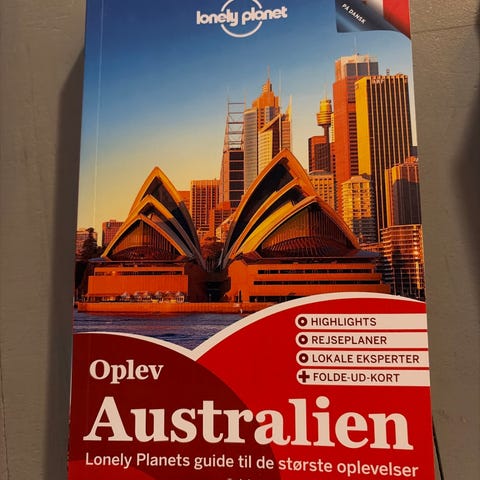 lonely planet
PÅ DANSK
HIGHLIGHTS
REJSEPLANER
LOKALE EKSPERTER
FOLDE-UD-KORT
Oplev
Australien
Lonely Planets guide til de største oplevelser